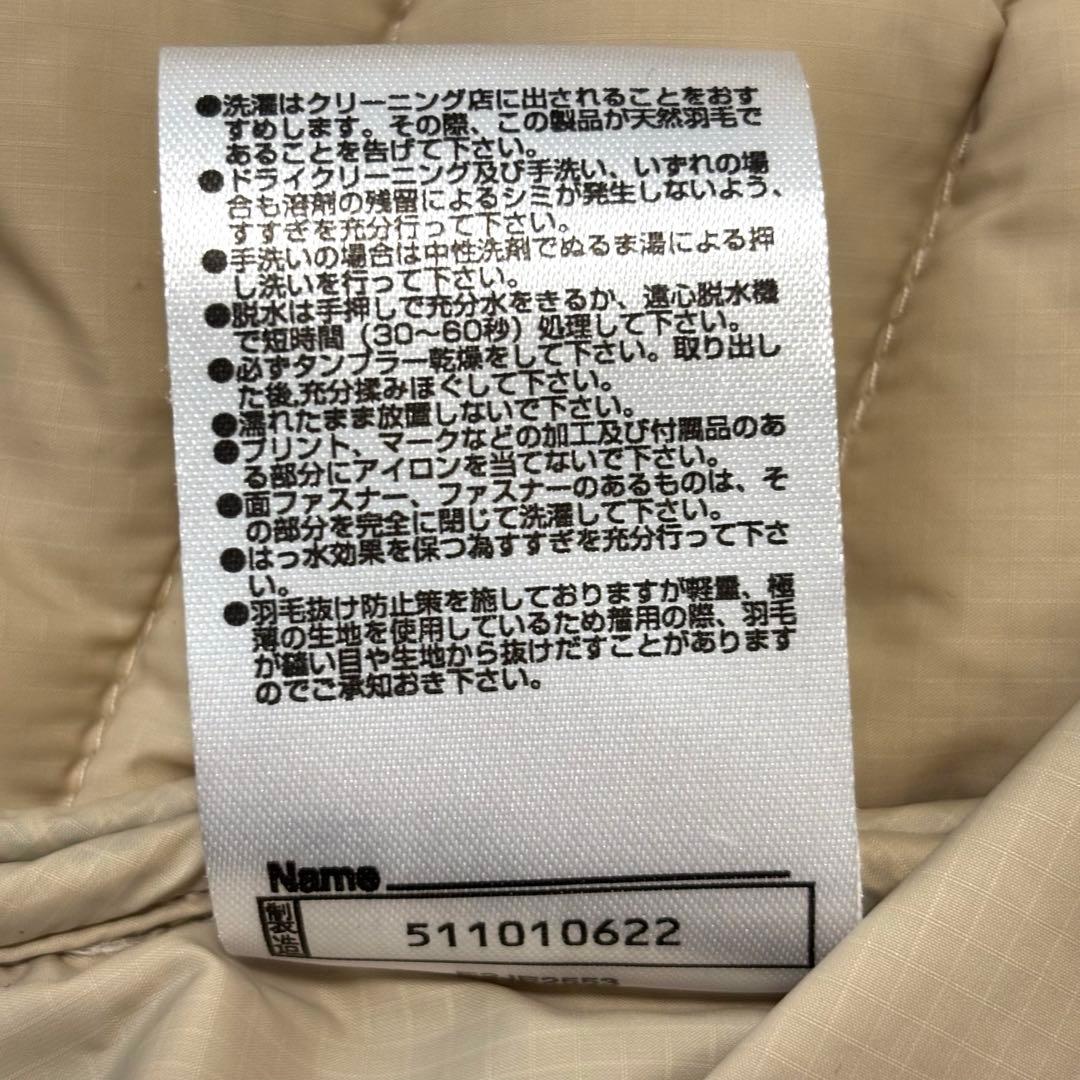 ●洗濯はクリーニング店に出されることをおす
すめします。その際、この製品が天然羽毛で
あることを告げて下さい。
●ドライクリーニング及び手洗い、いずれの場
合も溶剤の残留によるシミが発生しないよう、
すすぎを充分行って下さい。
●手洗いの場合は中性洗剤でぬるま湯による押
し洗いを行って下さい。
●脱水は手押しで充分水をきるか、遠心脱水機
で短時間（30～60秒）処理して下さい。
●必ずタンブラー乾燥をして下さい。取り出し
た後,充分揉みほぐして下さい。
●濡れたまま放置しないで下さい。
●プリント、マークなどの加工及び付属品のあ
る部分にアイロンを当てないで下さい。
●面ファスナー、ファスナーのあるものは、そ
の部分を完全に閉じて洗濯して下さい。
●はっ水効果を保つ為すすぎを充分行って下さ
い。
●羽毛抜け防止策を施しておりますが軽量、極
薄の生地を使用しているため着用の際、羽毛
が縫い目や生地から抜けだすことがあります
のでご承知おき下さい。
Name
製造 511010622